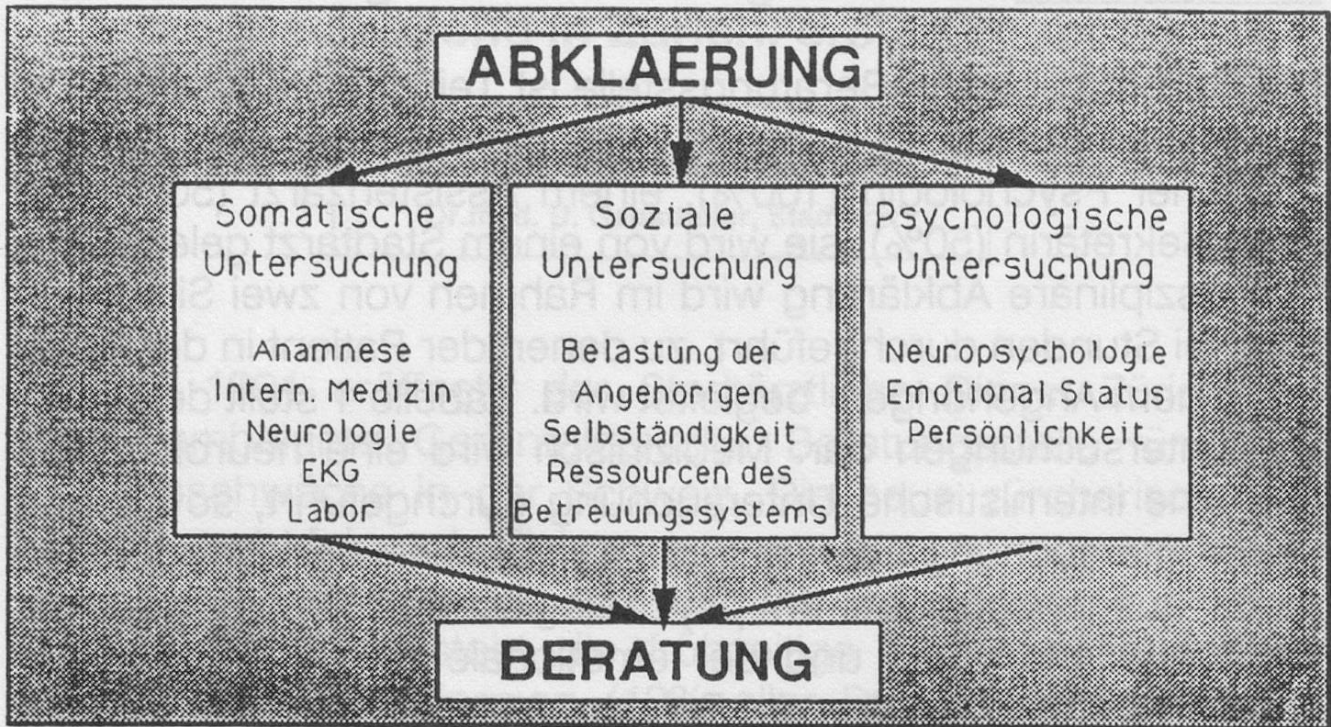 ABKLAERUNG
Somatische
Untersuchung
Anamnese
Intern. Medizin
Neurologie
EKG
Labor
Soziale
Untersuchung
Belastung der
Angehörigen
Selbständigkeit
Ressourcen des
Betreuungssystems
Psychologische
Untersuchung
Neuropsychologie
Emotional Status
Persönlichkeit
BERATUNG